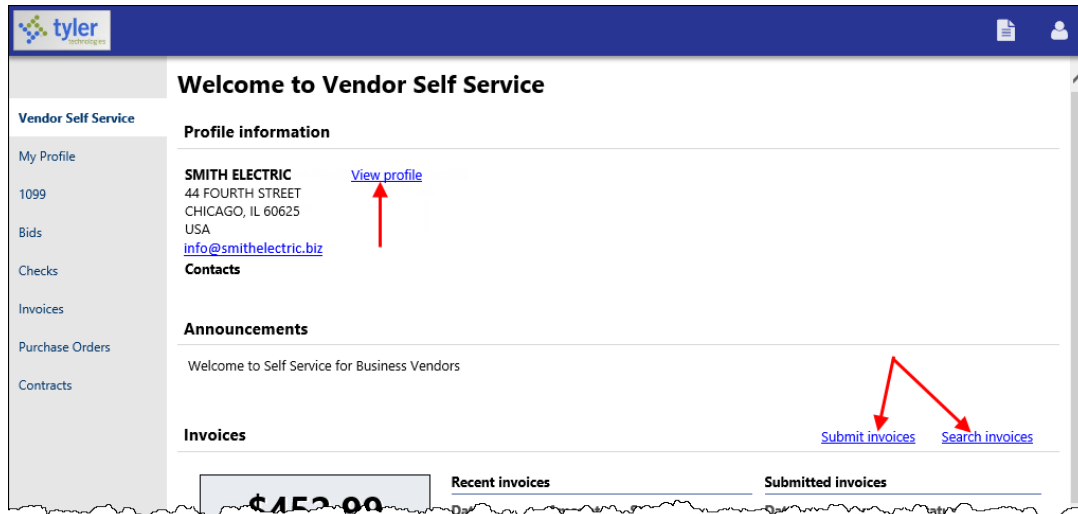 tyler
technologies
Welcome to Vendor Self Service
Vendor Self Service
My Profile
1099
Bids
Checks
Invoices
Purchase Orders
Contracts
Profile information
SMITH ELECTRIC View profile
44 FOURTH STREET
CHICAGO, IL 60625
USA
info@smithelectric.biz
Contacts
Announcements
Welcome to Self Service for Business Vendors
Invoices Submit invoices Search invoices
Recent invoices Submitted invoices